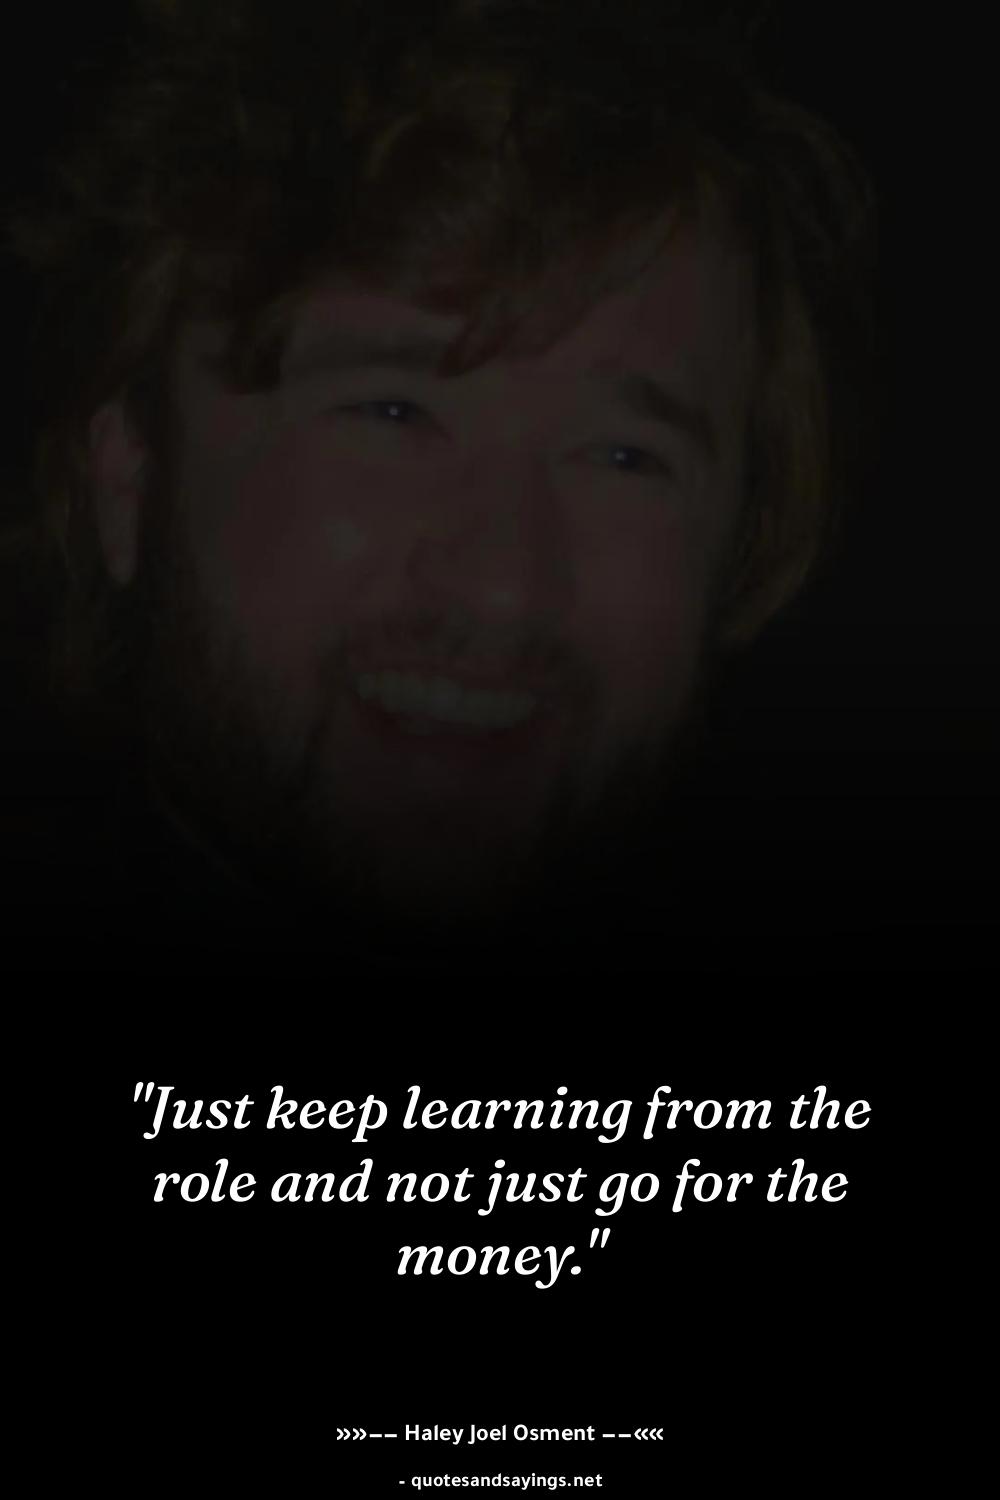 "Just keep learning from the
role and not just go for the
money."
»»–– Haley Joel Osment ––««
- quotesandsayings.net